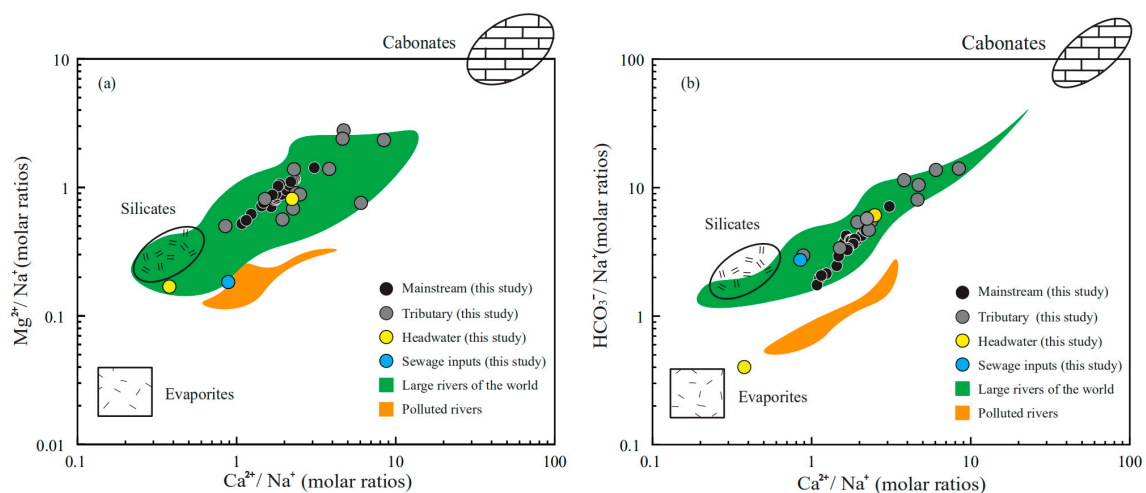 Cabonates
10
(a)
1
0.1
0.01
Mg²⁺/ Na⁺ (molar ratios)
Silicates
Evaporites
Mainstream (this study)
Tributary (this study)
Headwater (this study)
Sewage inputs (this study)
Large rivers of the world
Polluted rivers
0.1
1
10
100
Ca²⁺/ Na⁺ (molar ratios)
Cabonates
100
(b)
10
1
0.1
HCO₃⁻/ Na⁺(molar ratios)
Silicates
Evaporites
Mainstream (this study)
Tributary (this study)
Headwater (this study)
Sewage inputs (this study)
Large rivers of the world
Polluted rivers
0.1
1
10
100
Ca²⁺/ Na⁺ (molar ratios)